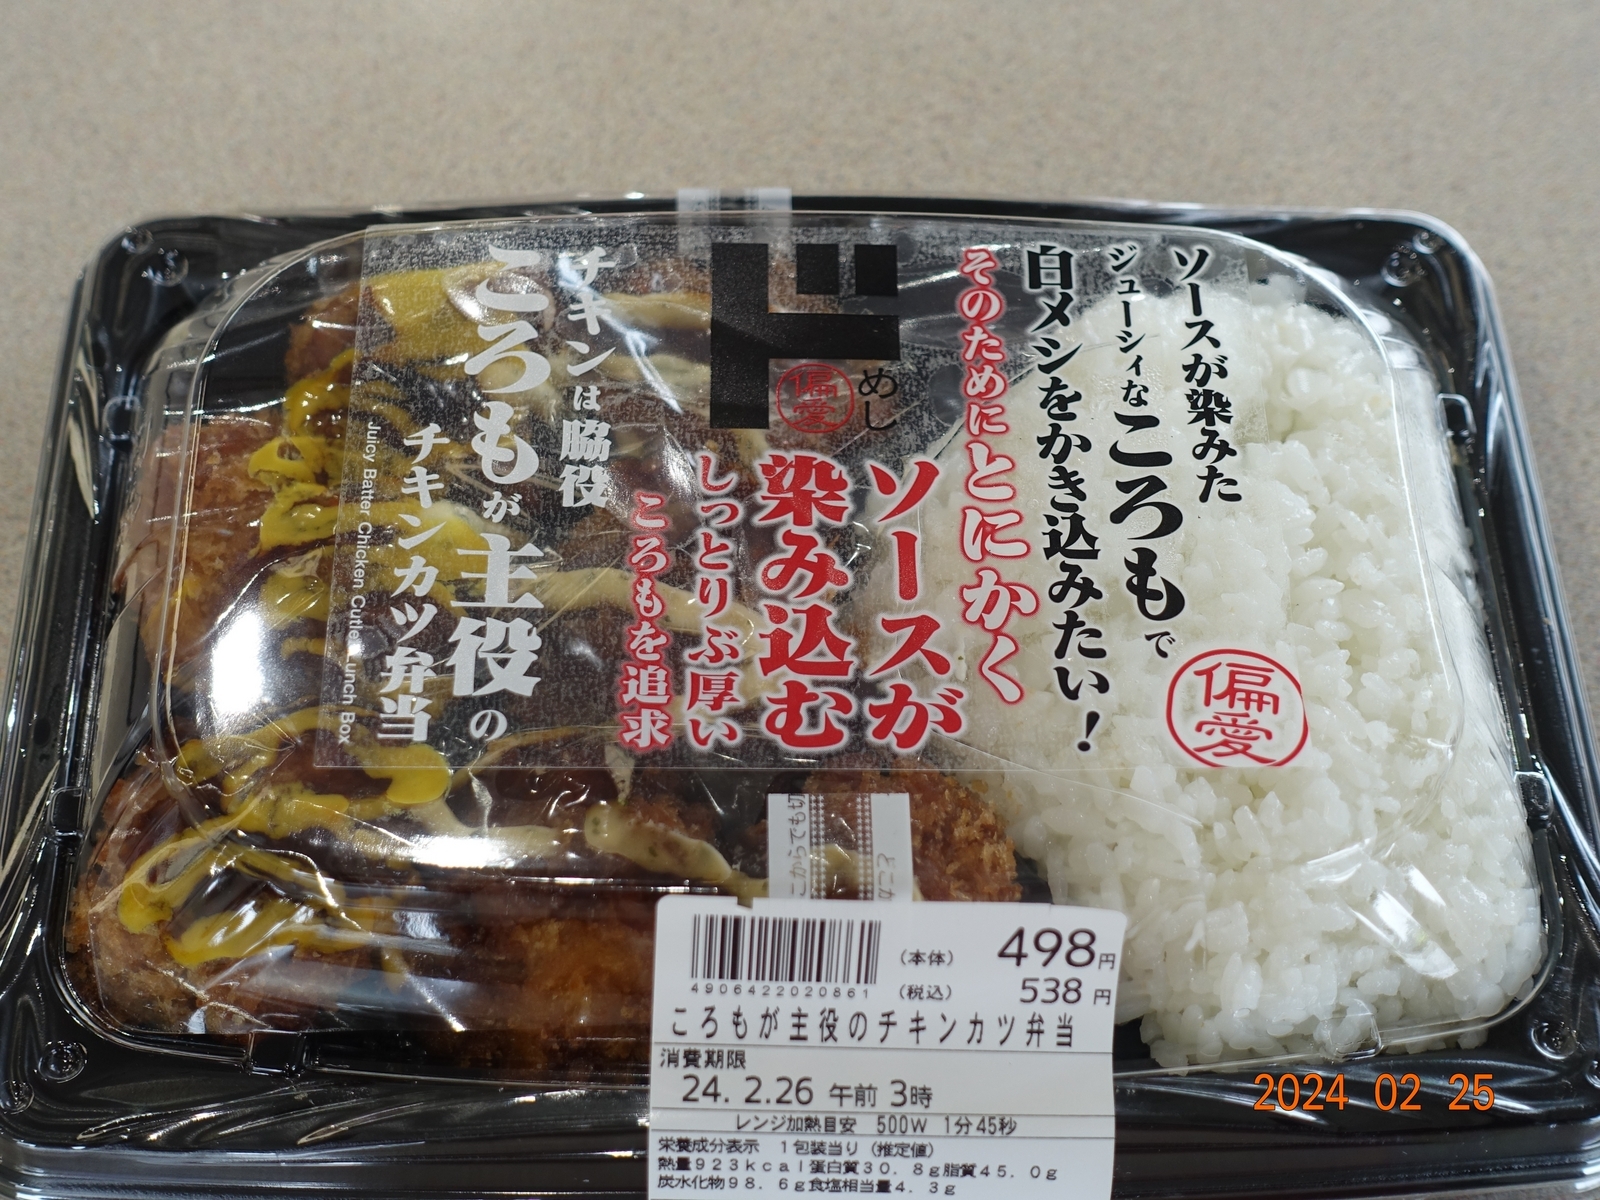 ソースが染みた
ジューシィなころもで
白メシをかき込みたい!
そのためにとにかく
偏愛
ド
めし
偏愛
ソースが
染み込む
しっとりぶ厚い
ころもを追求
チキンは脇役
ころもが主役の
チキンカツ弁当
Juicy Batter Chicken Cutlet Lunch Box
こからでも切
4906422020861
(本体) 498円
(税込) 538円
ころもが主役のチキンカツ弁当
消費期限
24. 2.26 午前 3時
レンジ加熱目安 500W 1分45秒
栄養成分表示 1包装当り(推定値)
熱量923kcal蛋白質30.8g脂質45.0g
炭水化物98.6g食塩相当量4.3g
2024 02 25